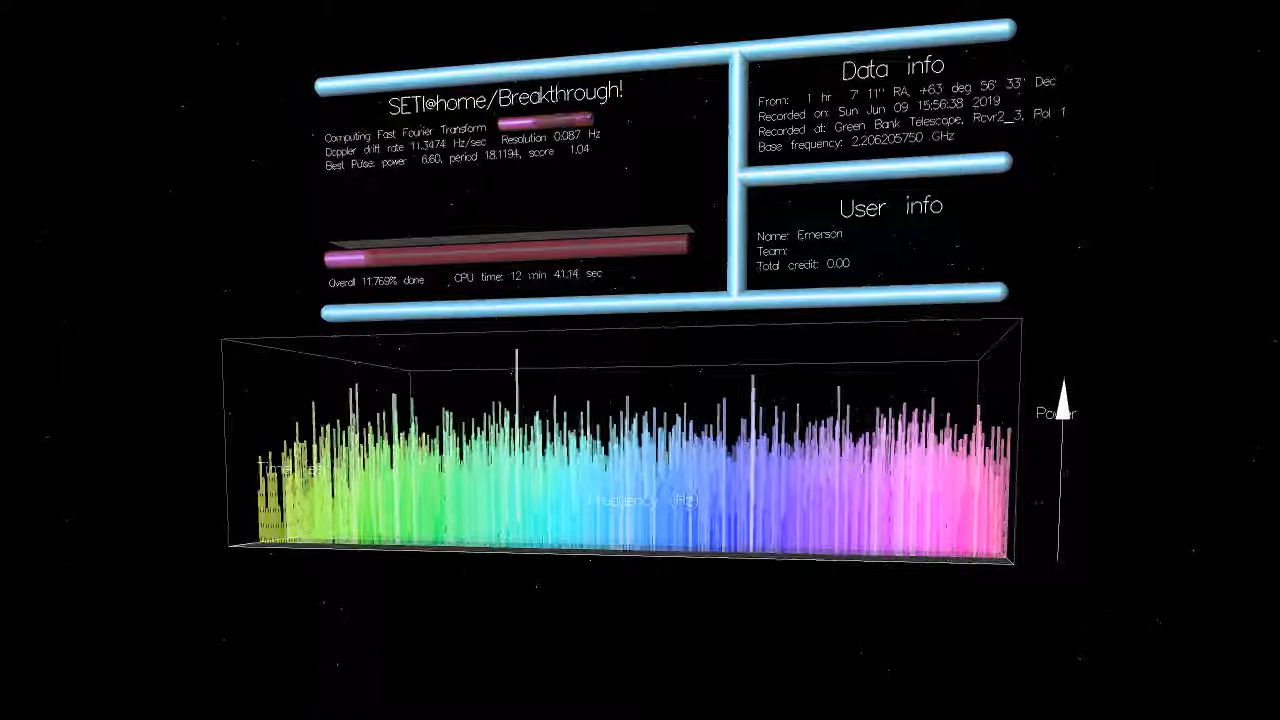 SETI@home/Breakthrough!
Computing Fast Fourier Transform
Doppler drift rate 11.3474 Hz/sec Resolution 0.087 Hz
Best Pulse: power 6.60, period 18.1194, score 1.04
Overall 11.769% done CPU time: 12 min 41.14 sec
Data info
From: 1 hr 7' 11" RA, +63 deg 56' 33" Dec
Recorded on: Sun Jun 09 15:56:38 2019
Recorded at: Green Bank Telescope, Rcvr2_3, Pol 1
Base frequency: 2.206205750 GHz
User info
Name: Emerson
Team:
Total credit: 0.00
Power
Frequency (Hz)